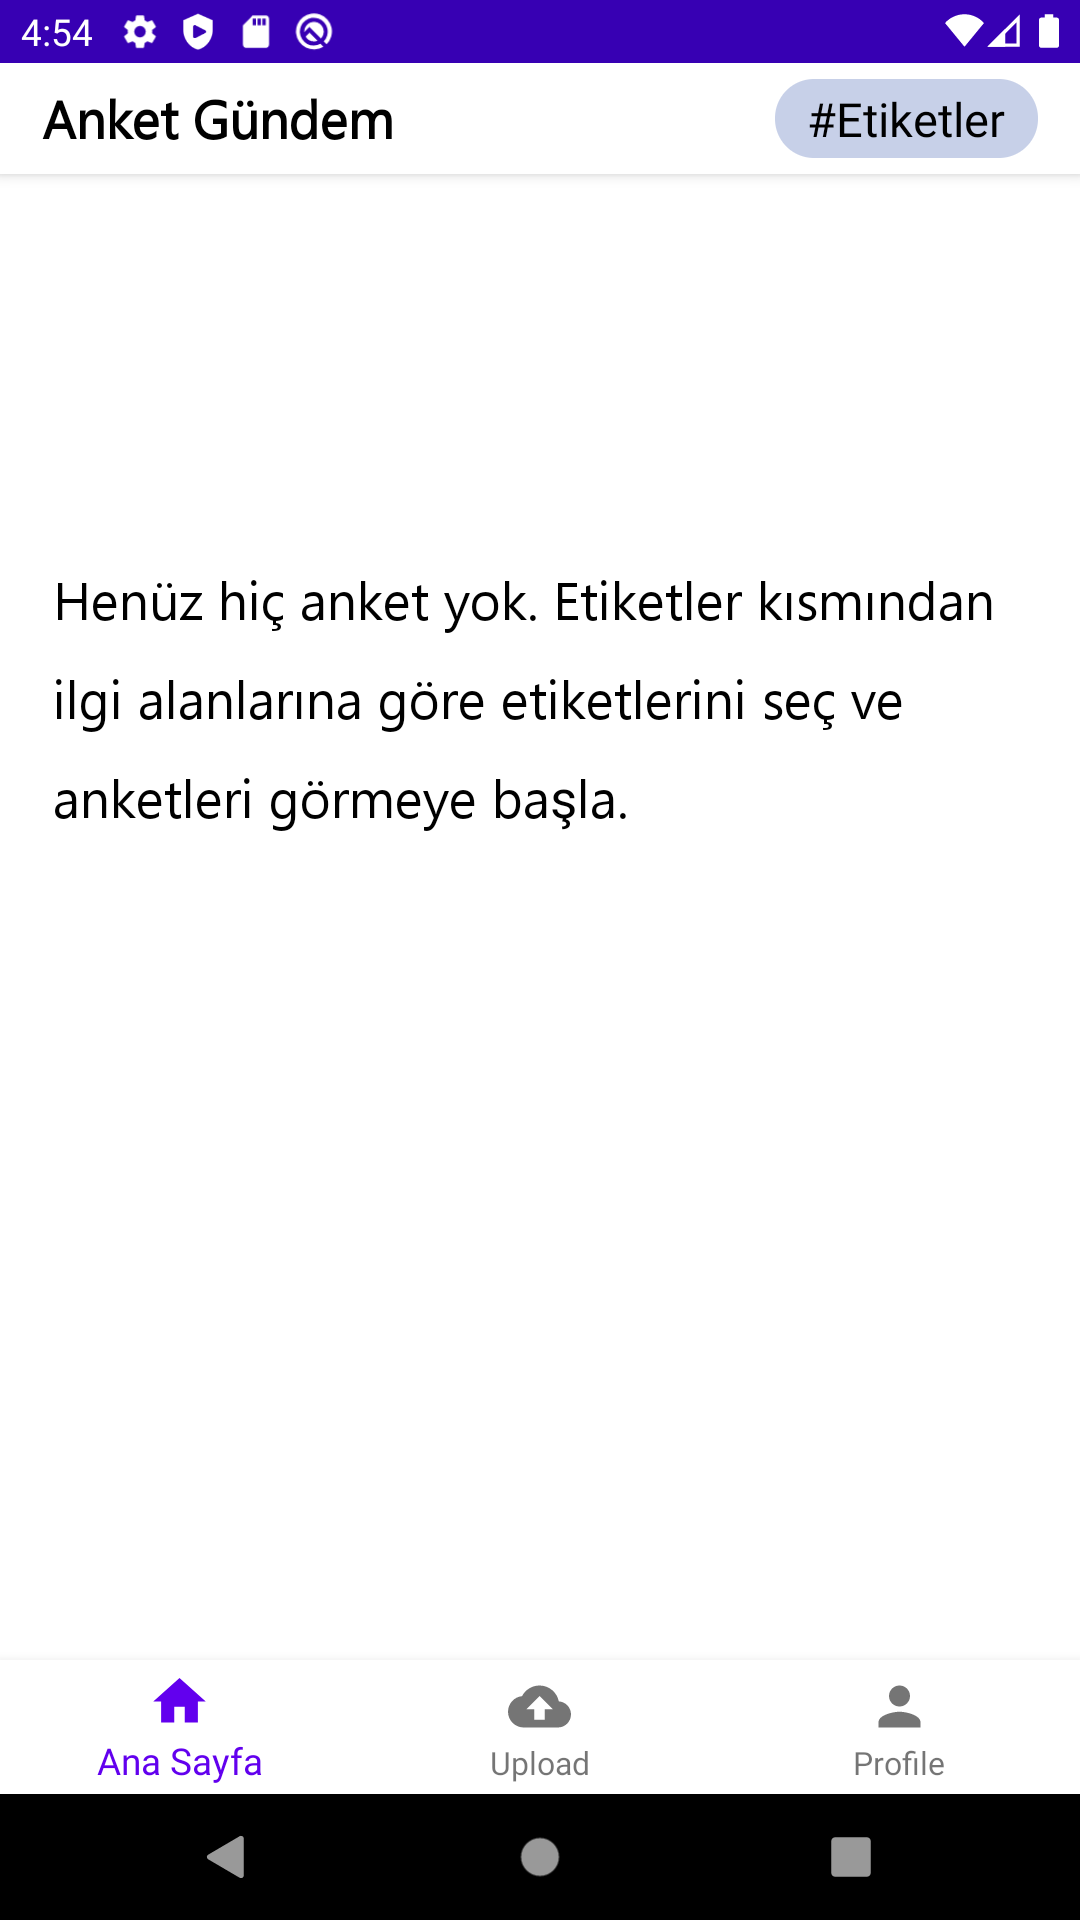 4:54
Anket Gündem
#Etiketler
Henüz hiç anket yok. Etiketler kısmından
ilgi alanlarına göre etiketlerini seç ve
anketleri görmeye başla.
Ana Sayfa
Upload
Profile